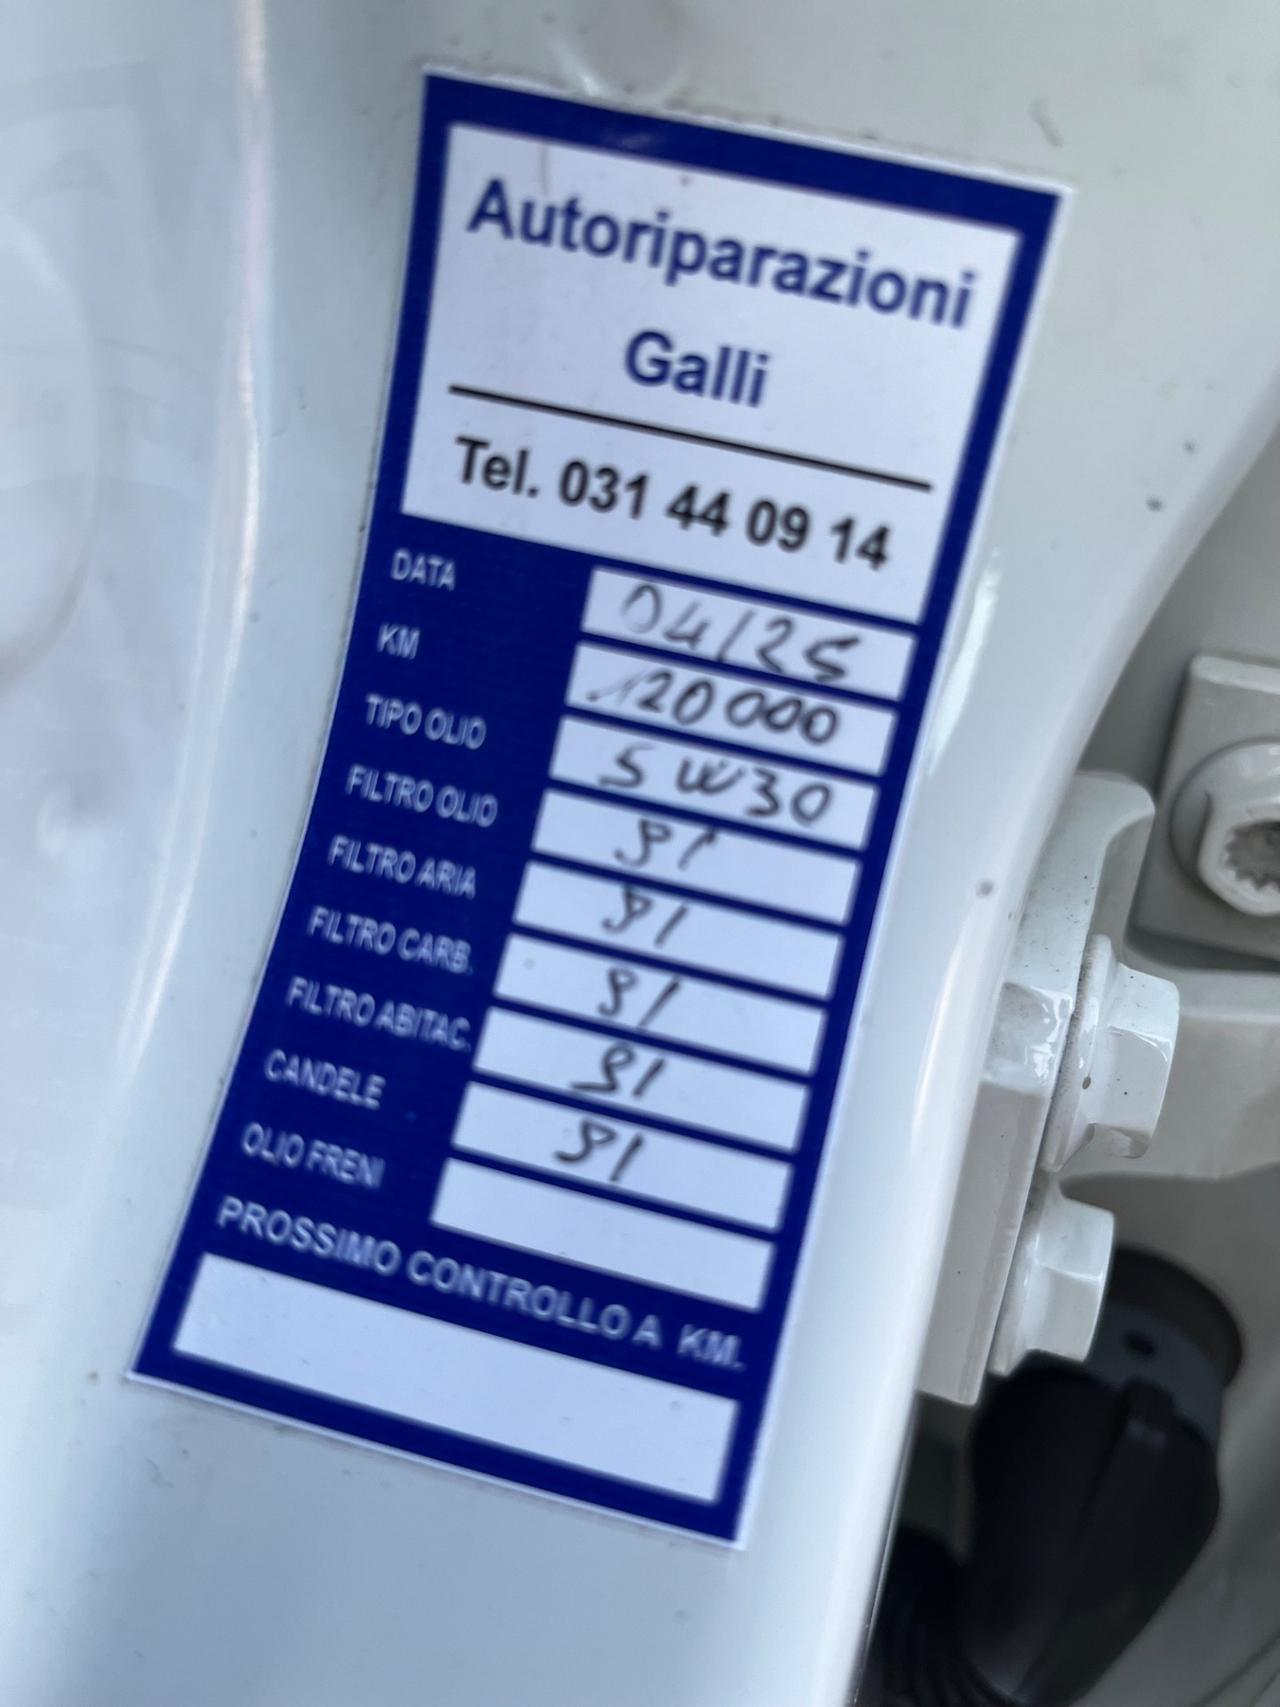 Autoriparazioni
Galli
Tel. 031 44 09 14
DATA 04/25
KM 120000
TIPO OLIO 5W30
FILTRO OLIO SI
FILTRO ARIA SI
FILTRO CARB. SI
FILTRO ABITAC. SI
CANDELE SI
OLIO FRENI
PROSSIMO CONTROLLO A KM.